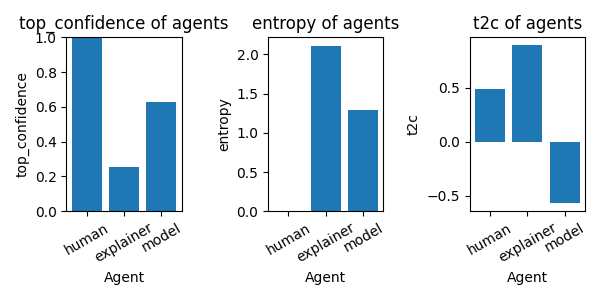 top_confidence of agents
top_confidence
1.0
0.8
0.6
0.4
0.2
0.0
human
explainer
model
Agent
entropy of agents
entropy
2.0
1.5
1.0
0.5
0.0
human
explainer
model
Agent
t2c of agents
t2c
0.5
0.0
−0.5
human
explainer
model
Agent